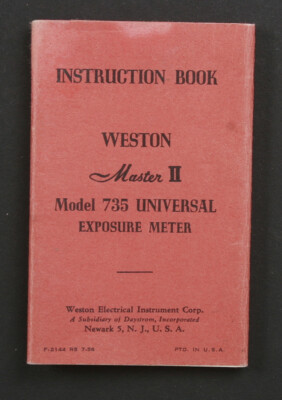 INSTRUCTION BOOK
WESTON
Master II
Model 735 UNIVERSAL
EXPOSURE METER
Weston Electrical Instrument Corp.
A Subsidiary of Daystrom, Incorporated
Newark 5, N. J., U. S. A.
PTD. IN U.S.A.